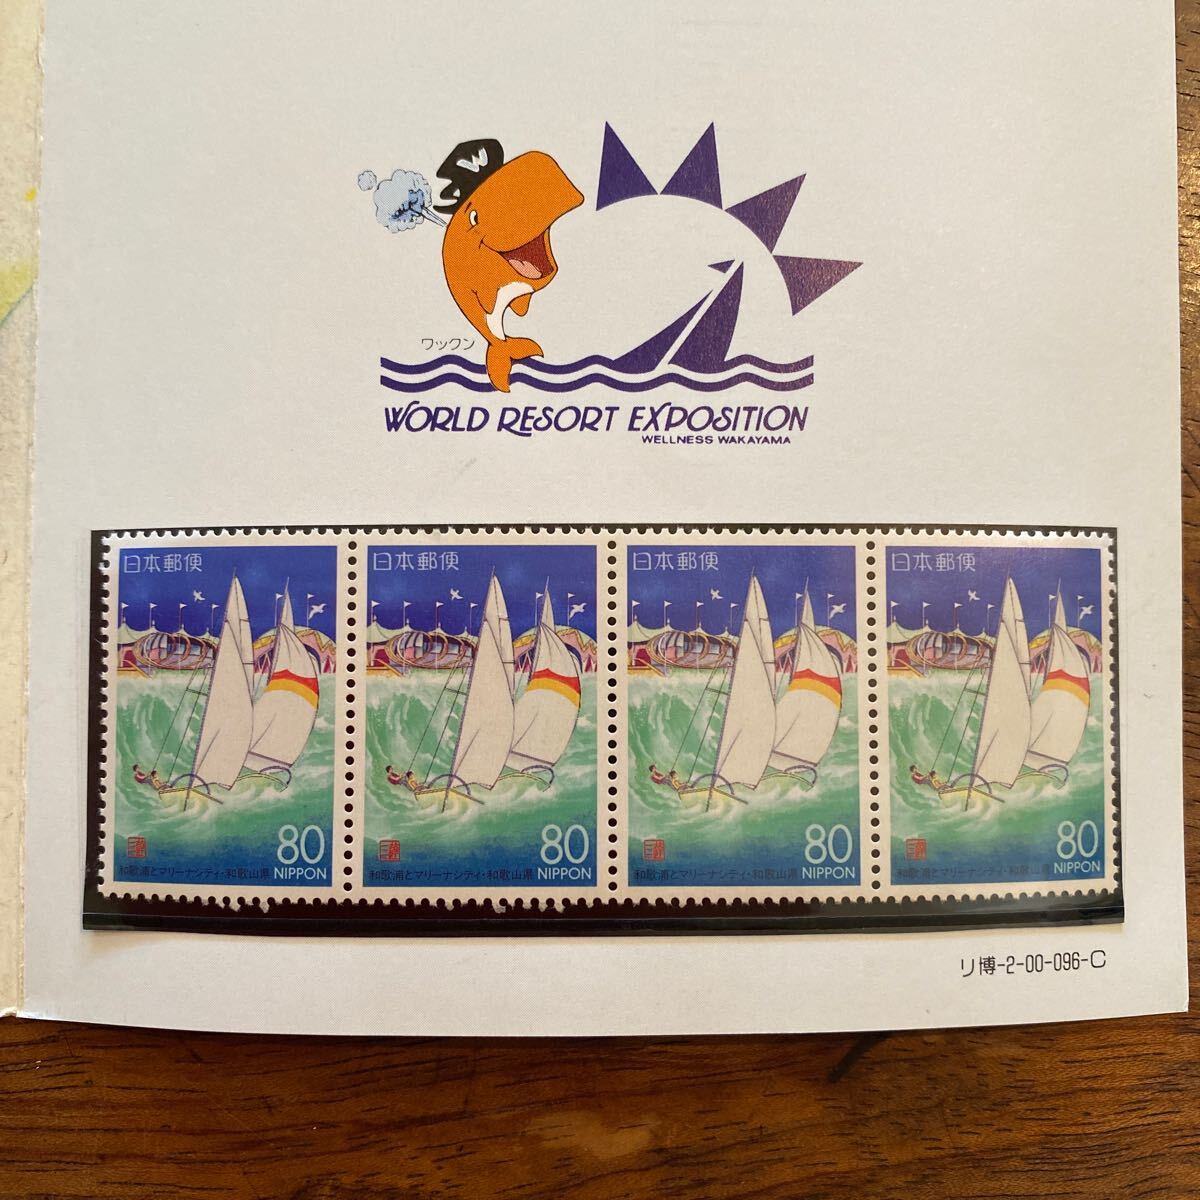 W
ワックン
WORLD RESORT EXPOSITION
WELLNESS WAKAYAMA
日本郵便
日本郵便
日本郵便
日本郵便
80
80
80
80
和歌浦とマリーナシティ・和歌山県 NIPPON
和歌浦とマリーナシティ・和歌山県 NIPPON
和歌浦とマリーナシティ・和歌山県 NIPPON
和歌浦とマリーナシティ・和歌山県 NIPPON
リ博-2-00-096-C